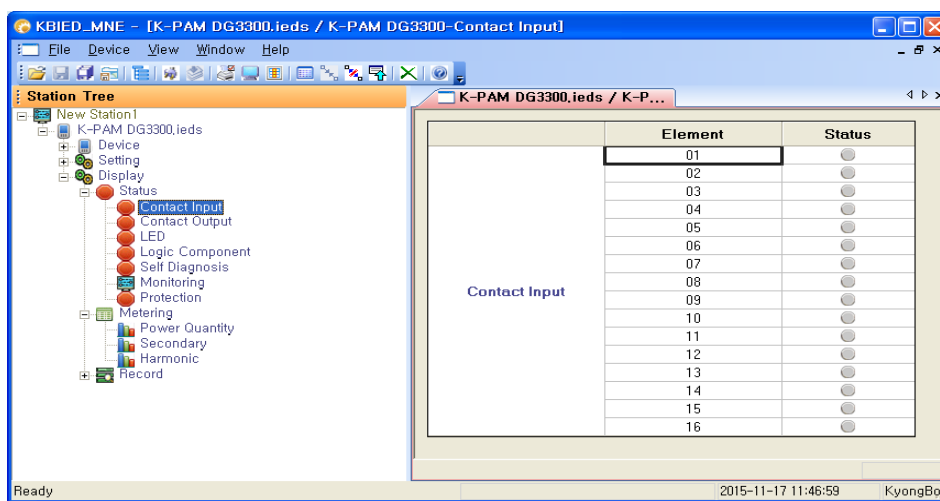 KBIED_MNE - [K-PAM DG3300.ieds / K-PAM DG3300-Contact Input]
File Device View Window Help
Station Tree
New Station1
K-PAM DG3300.ieds
Device
Setting
Display
Status
Contact Input
Contact Output
LED
Logic Component
Self Diagnosis
Monitoring
Protection
Metering
Power Quantity
Secondary
Harmonic
Record
K-PAM DG3300.ieds / K-P...
Element Status
Contact Input
01
02
03
04
05
06
07
08
09
10
11
12
13
14
15
16
Ready 2015-11-17 11:46:59 KyongBo